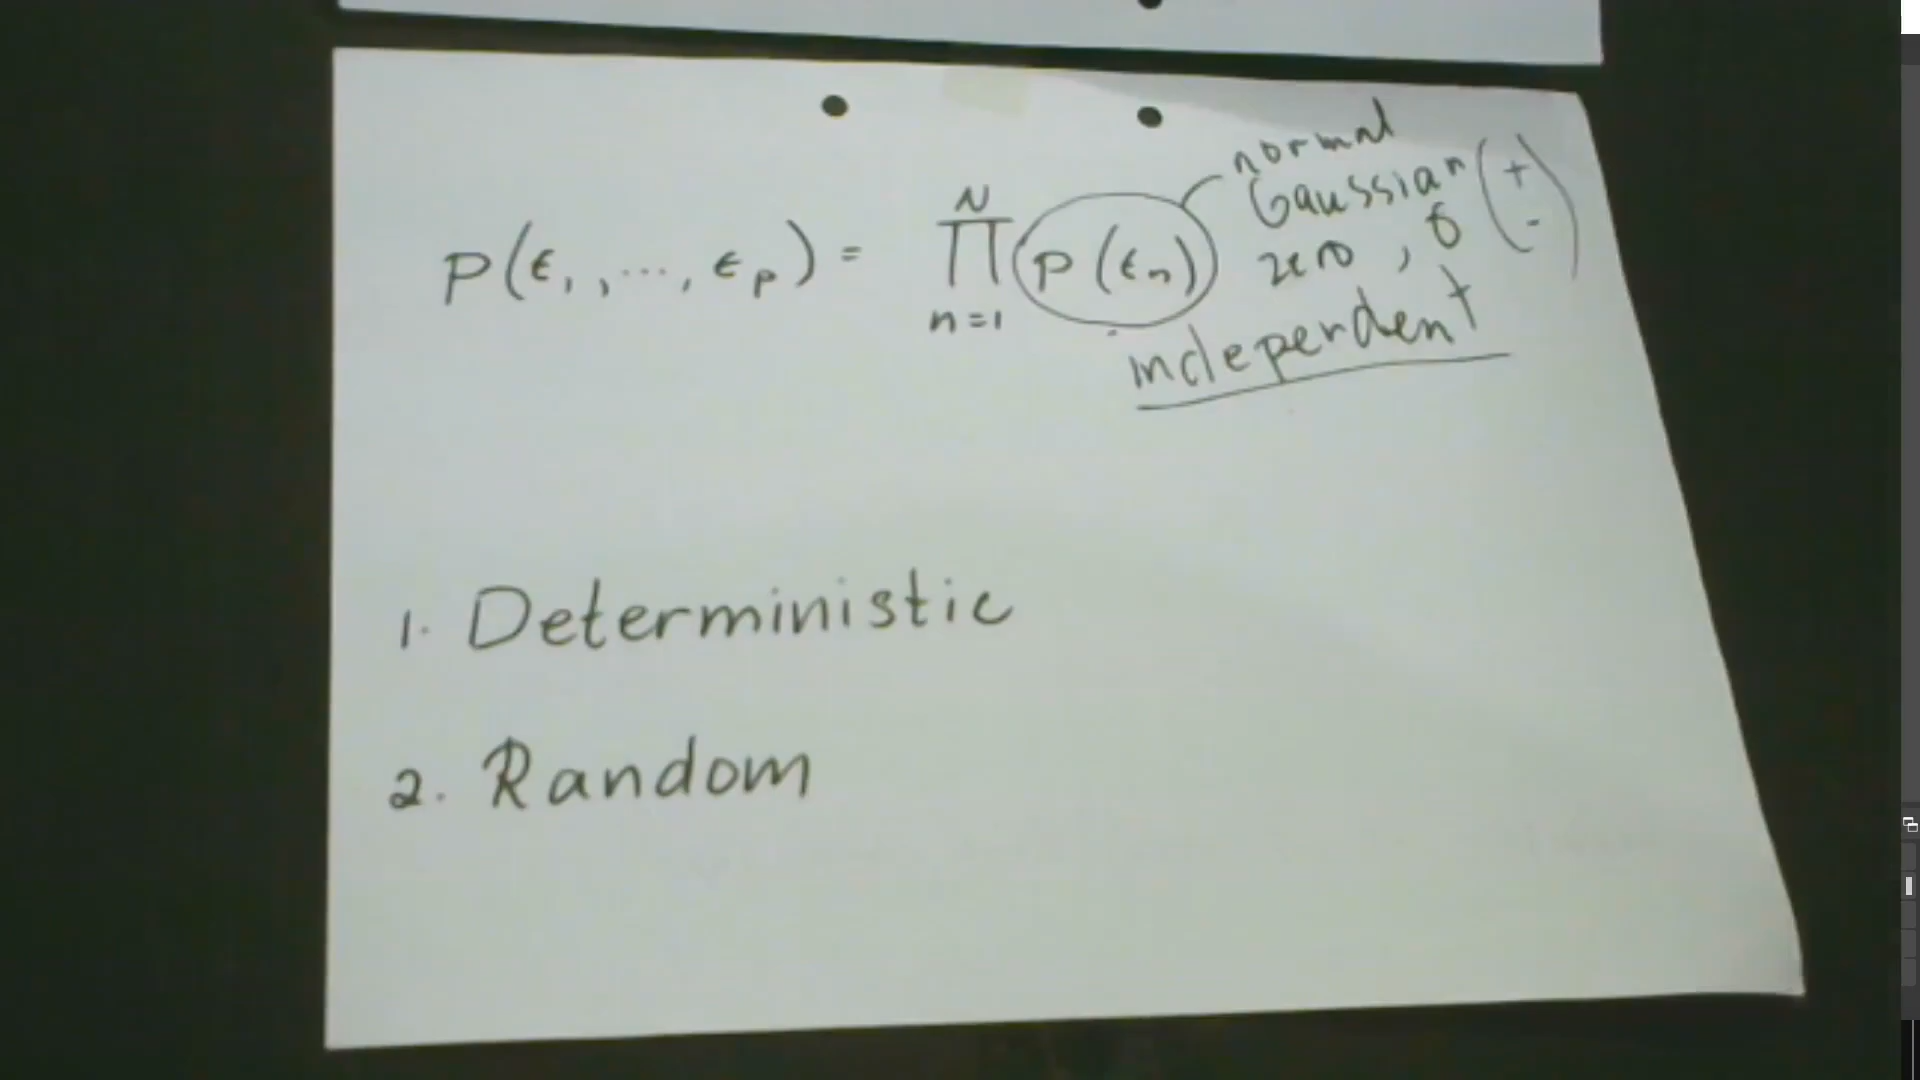 p(ϵ₁, ..., ϵₚ) = ∏ₙ₌₁ᴺ p(ϵₙ)
normal
Gaussian (+ -)
zero, σ
independent
1. Deterministic
2. Random